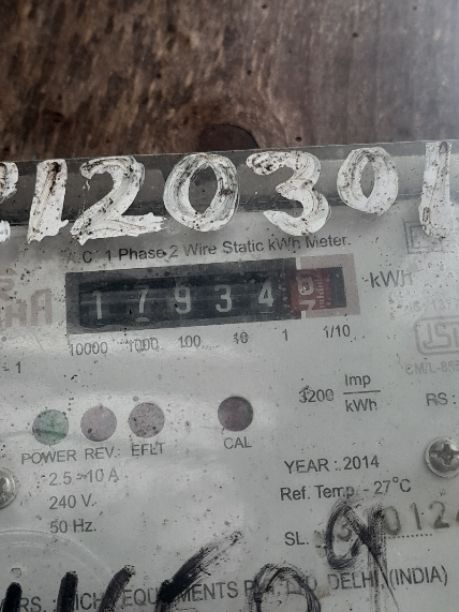 120301
A.C. 1 Phase 2 Wire Static kWh Meter.
1 7 9 3 4 kWh
10000 1000 100 10 1 1/10
3200 Imp/kWh
POWER REV. EFLT CAL
RS:
2.5-10 A
240 V.
50 Hz.
YEAR : 2014
Ref. Temp - 27°C
SL.
DELHI (INDIA)